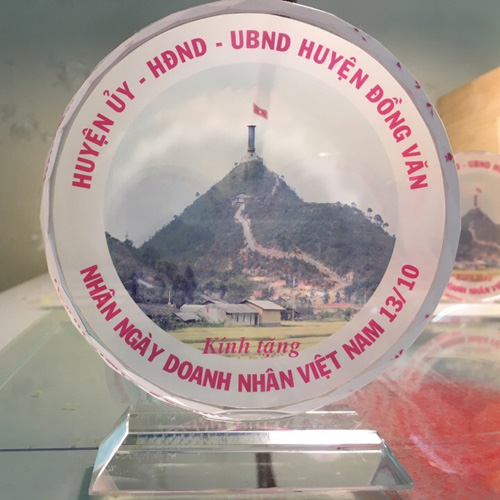 HUYỆN ỦY - HĐND - UBND HUYỆN ĐỒNG VĂN
Kính tặng
NHÂN NGÀY DOANH NHÂN VIỆT NAM 13/10